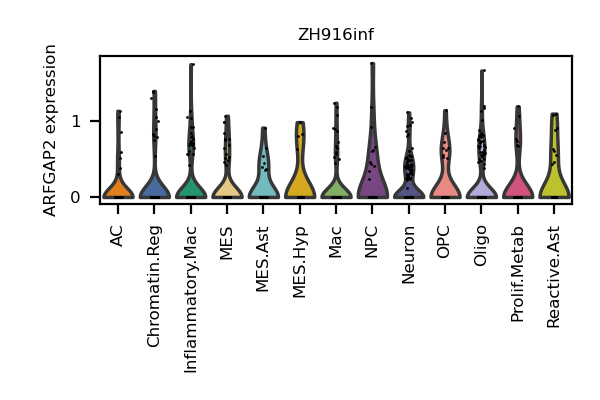 ZH916inf
ARFGAP2 expression
1
0
AC
Chromatin.Reg
Inflammatory.Mac
MES
MES.Ast
MES.Hyp
Mac
NPC
Neuron
OPC
Oligo
Prolif.Metab
Reactive.Ast